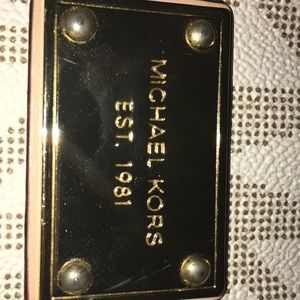 MICHAEL KORS
EST. 1981